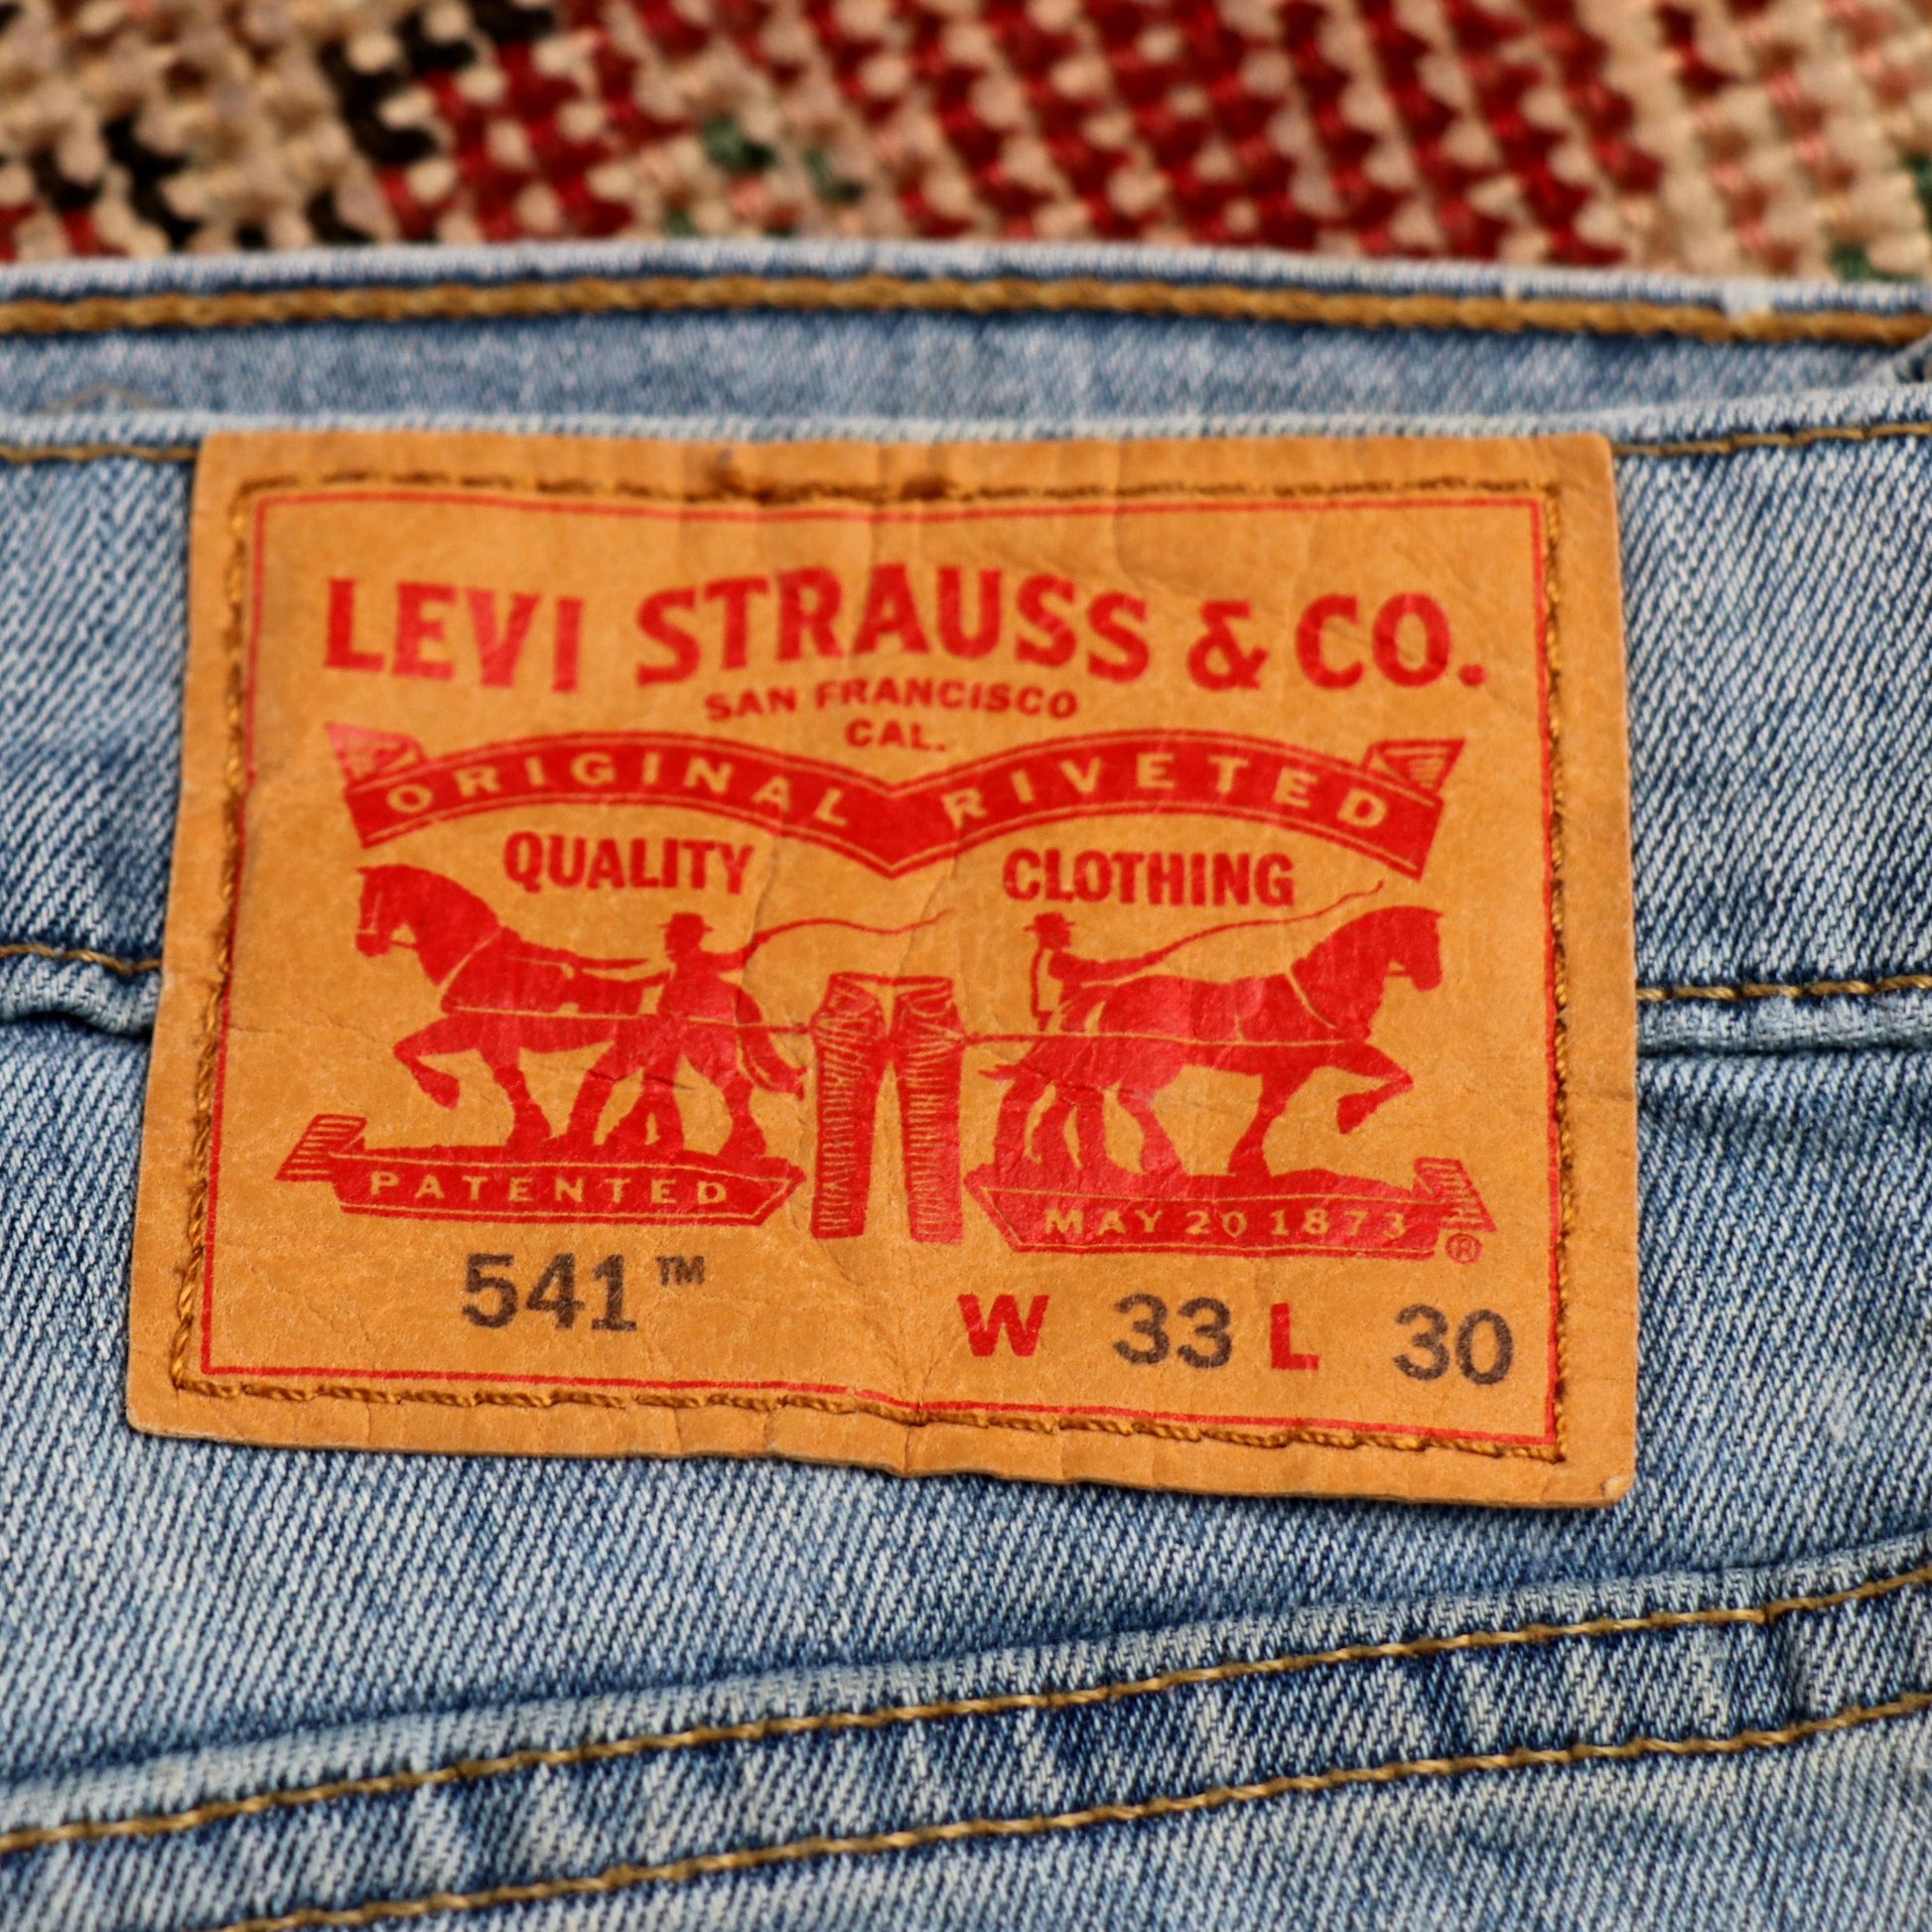 LEVI STRAUSS & CO.
SAN FRANCISCO
CAL.
ORIGINAL RIVETED
QUALITY CLOTHING
PATENTED MAY 20 1873 ®
541™ W 33 L 30